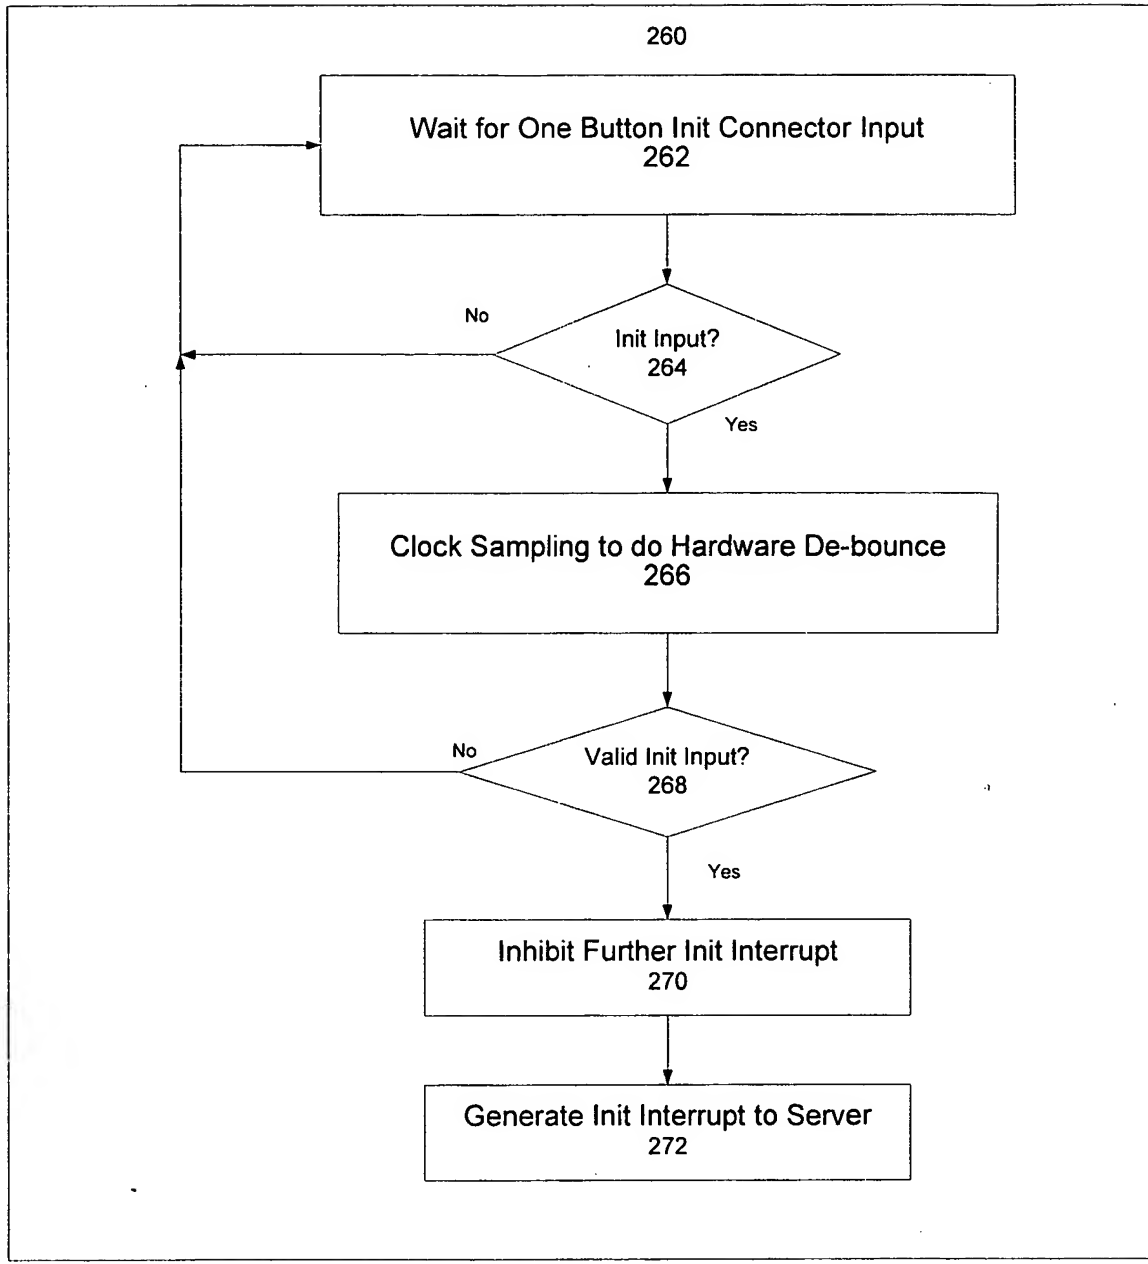 260
Wait for One Button Init Connector Input
262
No
Init Input?
264
Yes
Clock Sampling to do Hardware De-bounce
266
No
Valid Init Input?
268
Yes
Inhibit Further Init Interrupt
270
Generate Init Interrupt to Server
272